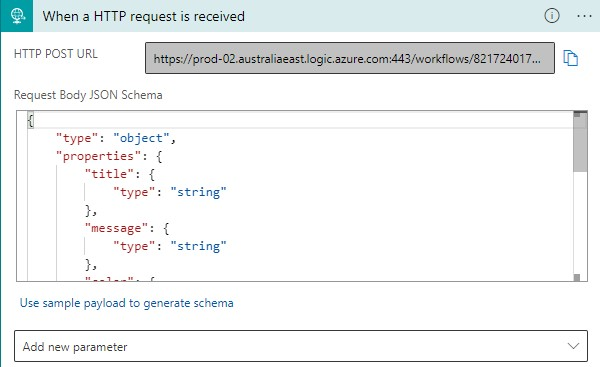 When a HTTP request is received
HTTP POST URL
https://prod-02.australiaeast.logic.azure.com:443/workflows/821724017...
Request Body JSON Schema
{
"type": "object",
"properties": {
"title": {
"type": "string"
},
"message": {
"type": "string"
},
Use sample payload to generate schema
Add new parameter